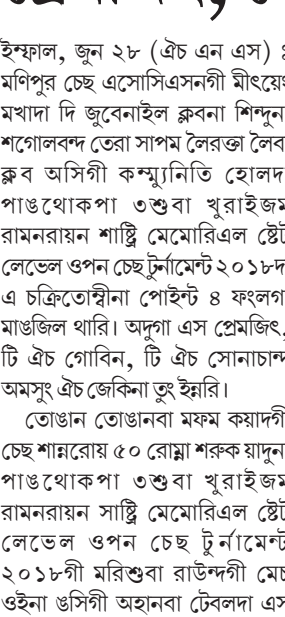 ইম্ফাল, জুন ২৮ (ঐচ এন এস) ঃ
মণিপুর চেছ এসোসিএসনগী মীৎয়েং
মখাদা দি জুবেনাইল ক্লবনা শিন্দুনা
শগোলবন্দ তেরা সাপম লৈরক্তা লৈবা
ক্লব অসিগী কম্ম্যুনিতি হোলদা
পাঙথোকপা ৩শুবা খুরাইজম
রামনরায়ন শাষ্ট্রি মেমোরিএল ষ্টেট
লেভেল ওপন চেছ টুর্নামেন্ট ২০১৮দা
এ চক্রিতোম্বীনা পোইন্ট ৪ ফংলগা
মাঙজিল থারি। অদুগা এস প্রেমজিৎ,
টি ঐচ গোবিন, টি ঐচ সোনাচান্দ
অমসুং ঐচ জেকিনা তুং ইন্নরি।
তোঙান তোঙানবা মফম কয়াদগী
চেছ শান্নরোয় ৫০ রোম্না শরুক য়াদুনা
পাঙথোকপা ৩শুবা খুরাইজম
রামনরায়ন সাষ্ট্রি মেমোরিএল ষ্টেট
লেভেল ওপন চেছ টুর্নামেন্ট
২০১৮গী মরিশুবা রাউন্দগী মেচ
ওইনা ঙসিগী অহানবা টেবলদা এস